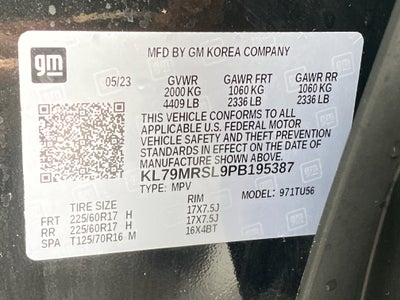 gm
MFD BY GM KOREA COMPANY
05/23 GVWR GAWR FRT GAWR RR
2000 KG 1060 KG 1060 KG
4409 LB 2336 LB 2336 LB
THIS VEHICLE CONFORMS TO ALL
APPLICABLE U.S. FEDERAL MOTOR
VEHICLE SAFETY AND THEFT PREVENTION
STANDARDS IN EFFECT ON THE DATE OF
MANUFACTURE SHOWN ABOVE.
KL79MRSL9PB195387
TYPE: MPV MODEL: 971TU56
TIRE SIZE RIM
FRT 225/60R17 H 17X7.5J
RR 225/60R17 H 17X7.5J
SPA T125/70R16 M 16X4BT